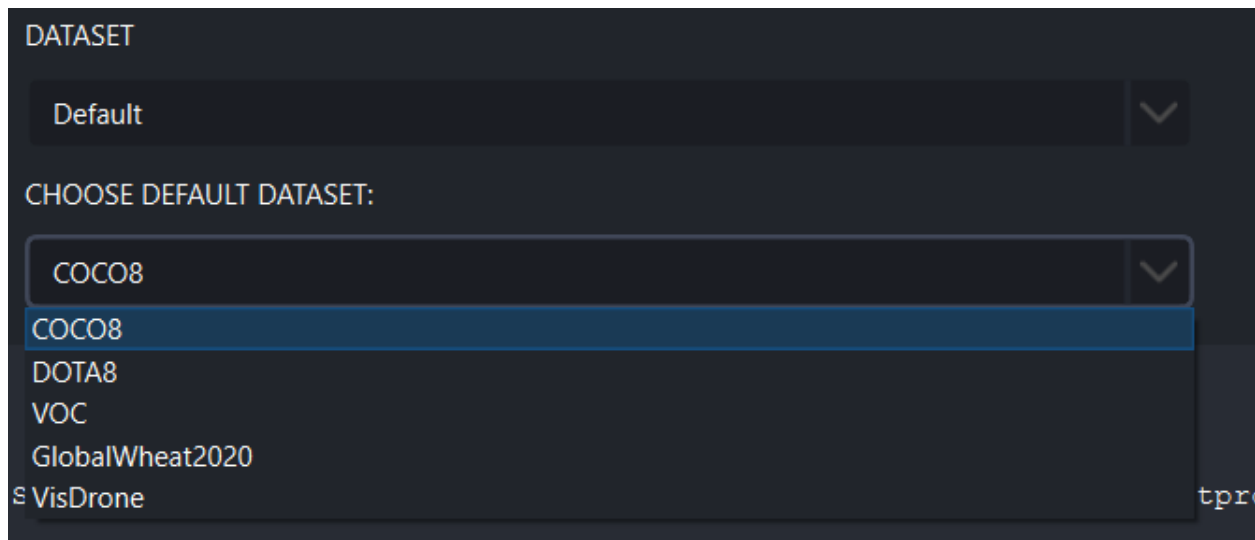 DATASET
Default
CHOOSE DEFAULT DATASET:
COCO8
COCO8
DOTA8
VOC
GlobalWheat2020
VisDrone